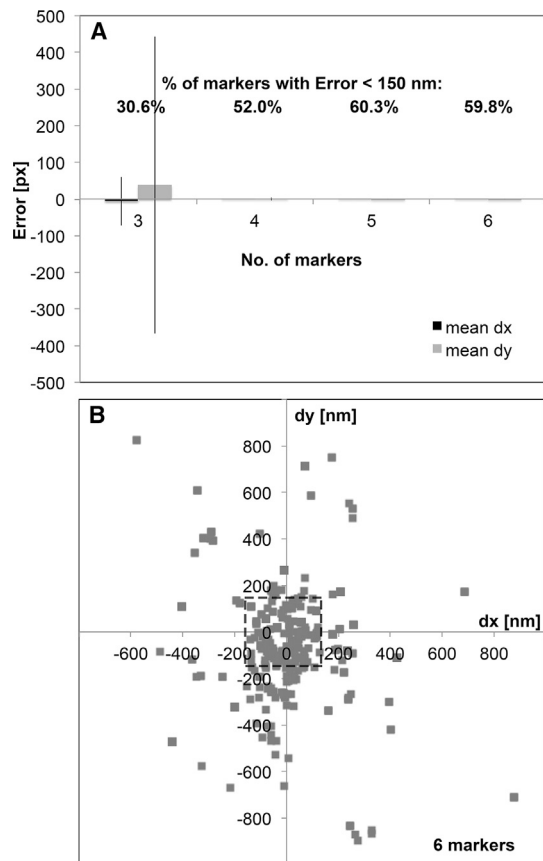 A
500
400
300
200
100
0
-100
-200
-300
-400
-500
Error [px]
% of markers with Error < 150 nm:
30.6% 52.0% 60.3% 59.8%
3 4 5 6
No. of markers
mean dx
mean dy
B
dy [nm]
800
600
400
200
0
-200
-400
-600
-800
dx [nm]
-600 -400 -200 0 200 400 600 800
6 markers